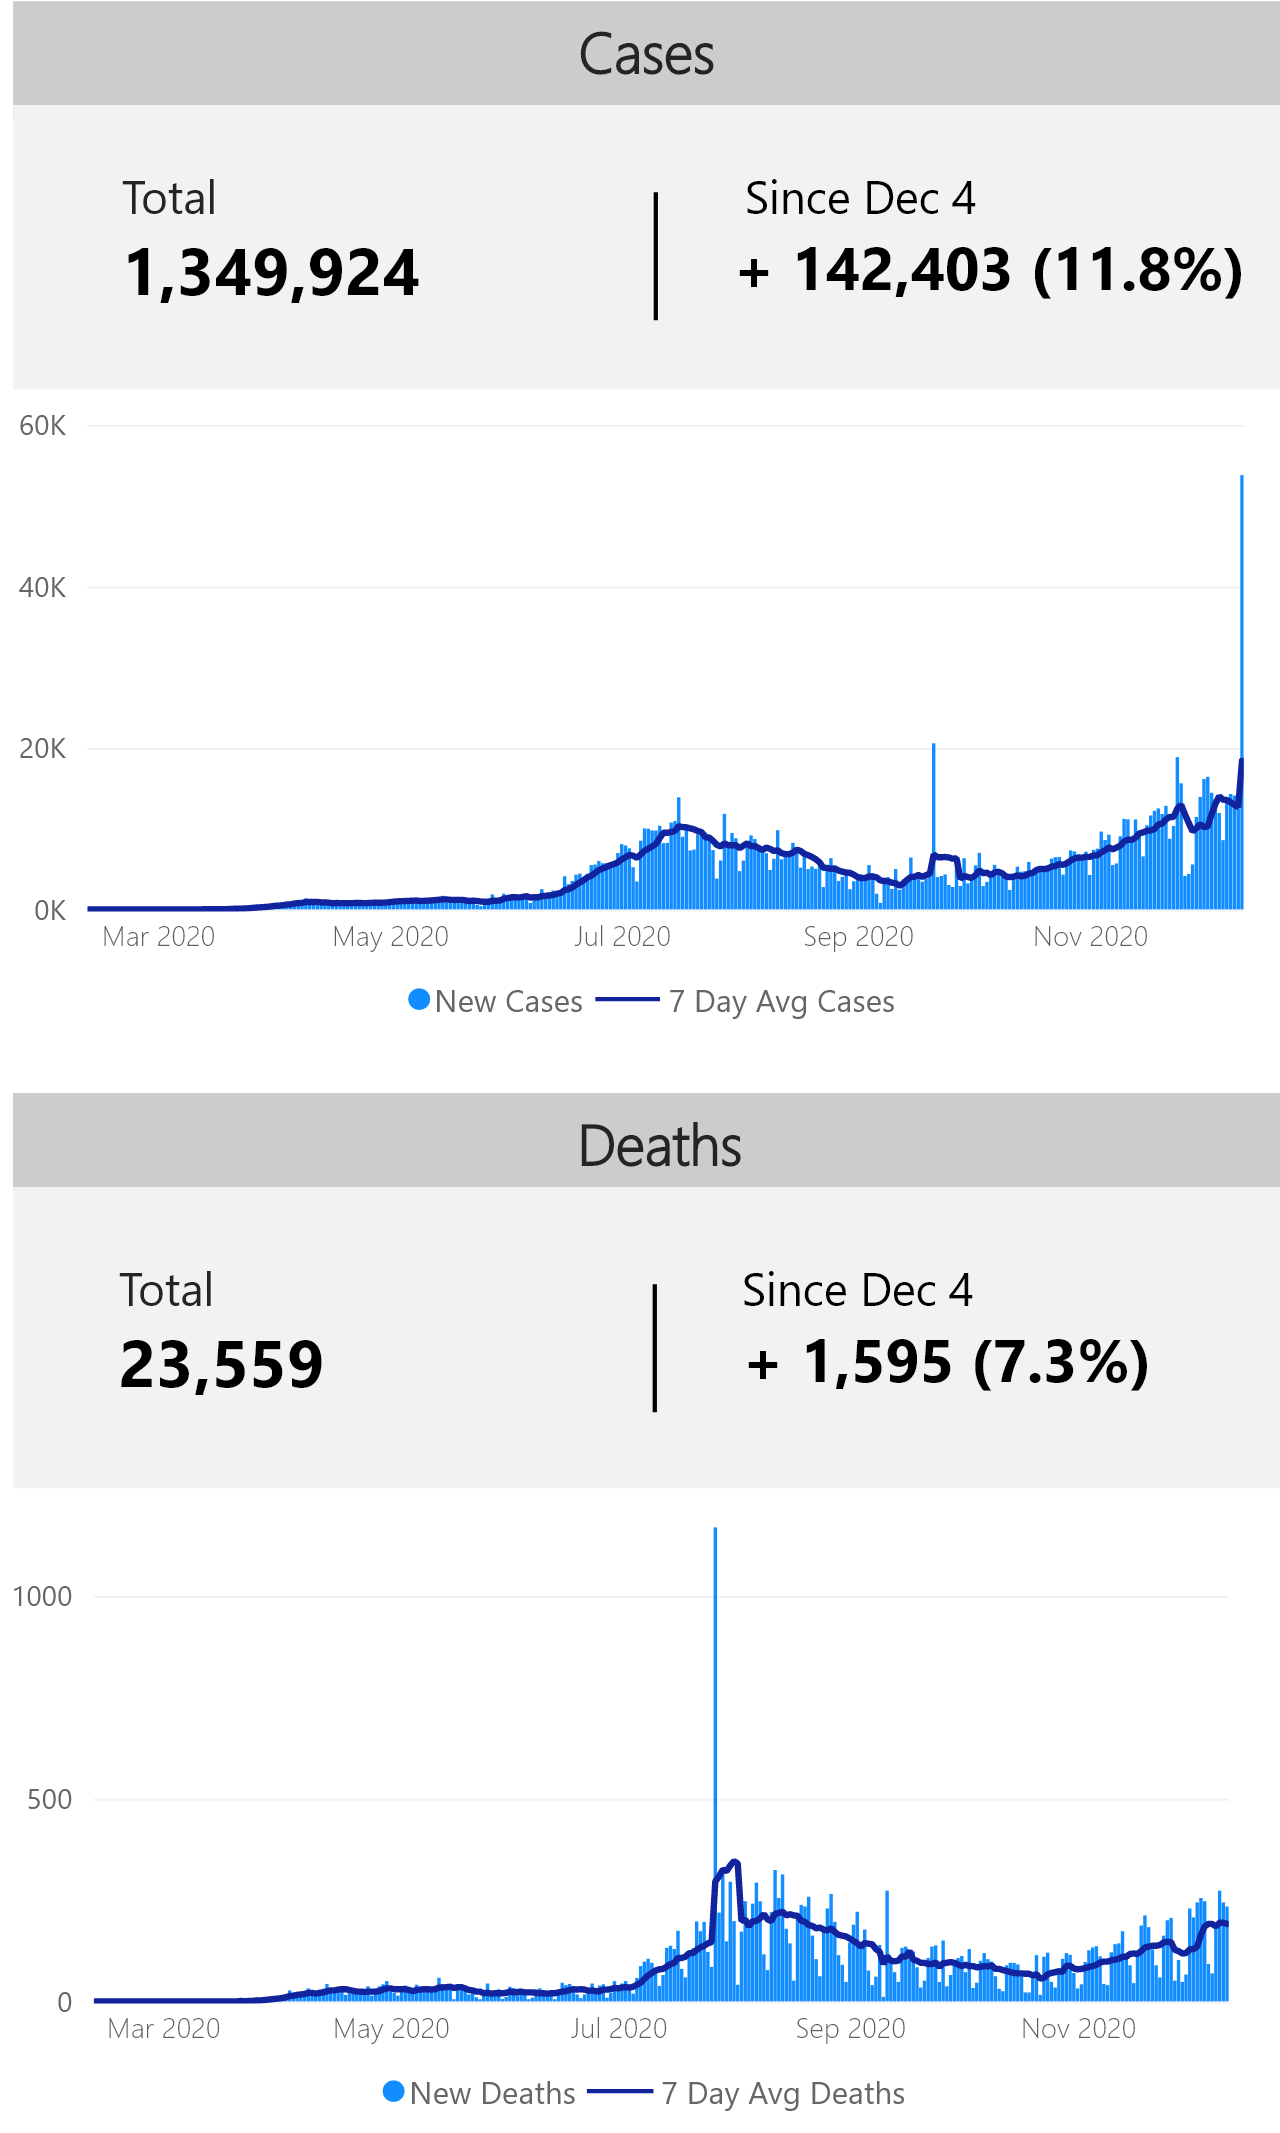 Cases
Total
1,349,924
Since Dec 4
+ 142,403 (11.8%)
60K
40K
20K
0K
Mar 2020 May 2020 Jul 2020 Sep 2020 Nov 2020
New Cases 7 Day Avg Cases
Deaths
Total
23,559
Since Dec 4
+ 1,595 (7.3%)
1000
500
0
Mar 2020 May 2020 Jul 2020 Sep 2020 Nov 2020
New Deaths 7 Day Avg Deaths